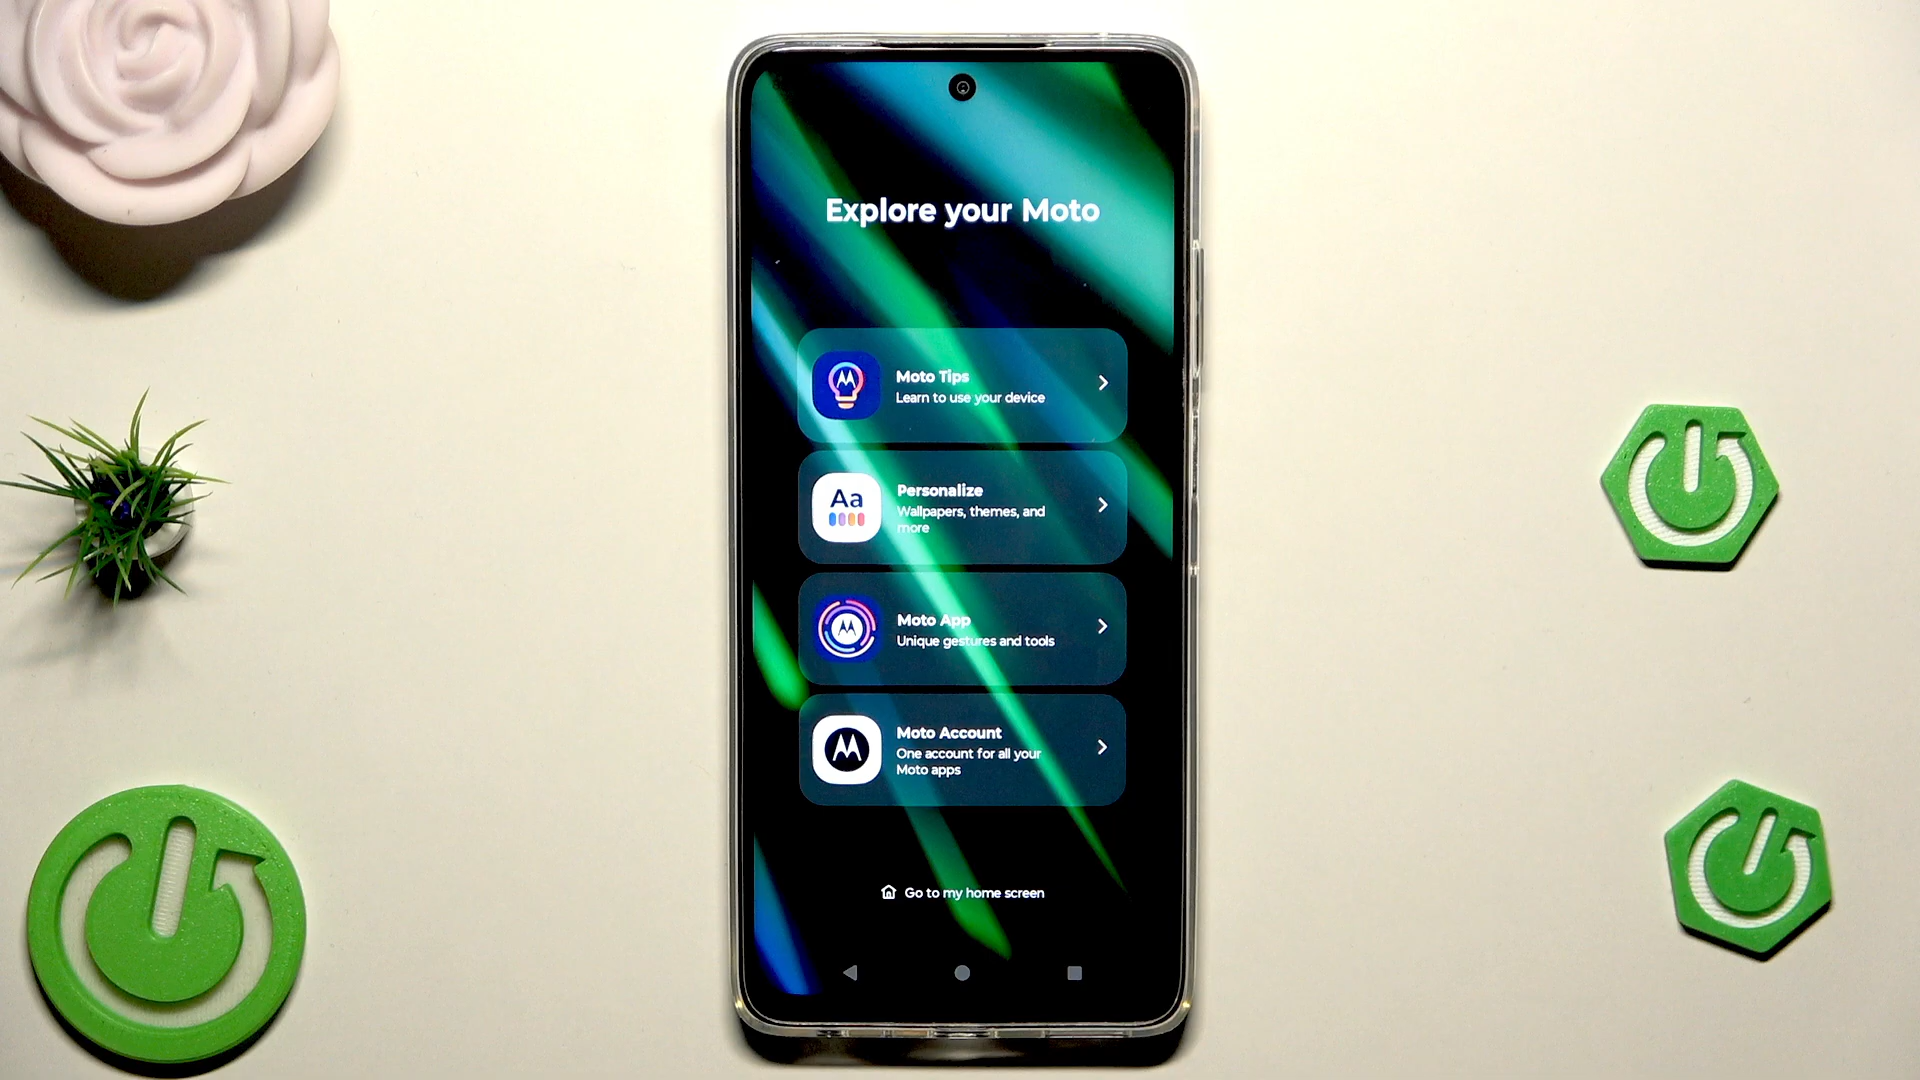 Explore your Moto
Moto Tips
Learn to use your device
Aa
Personalize
Wallpapers, themes, and
more
Moto App
Unique gestures and tools
Moto Account
One account for all your
Moto apps
Go to my home screen